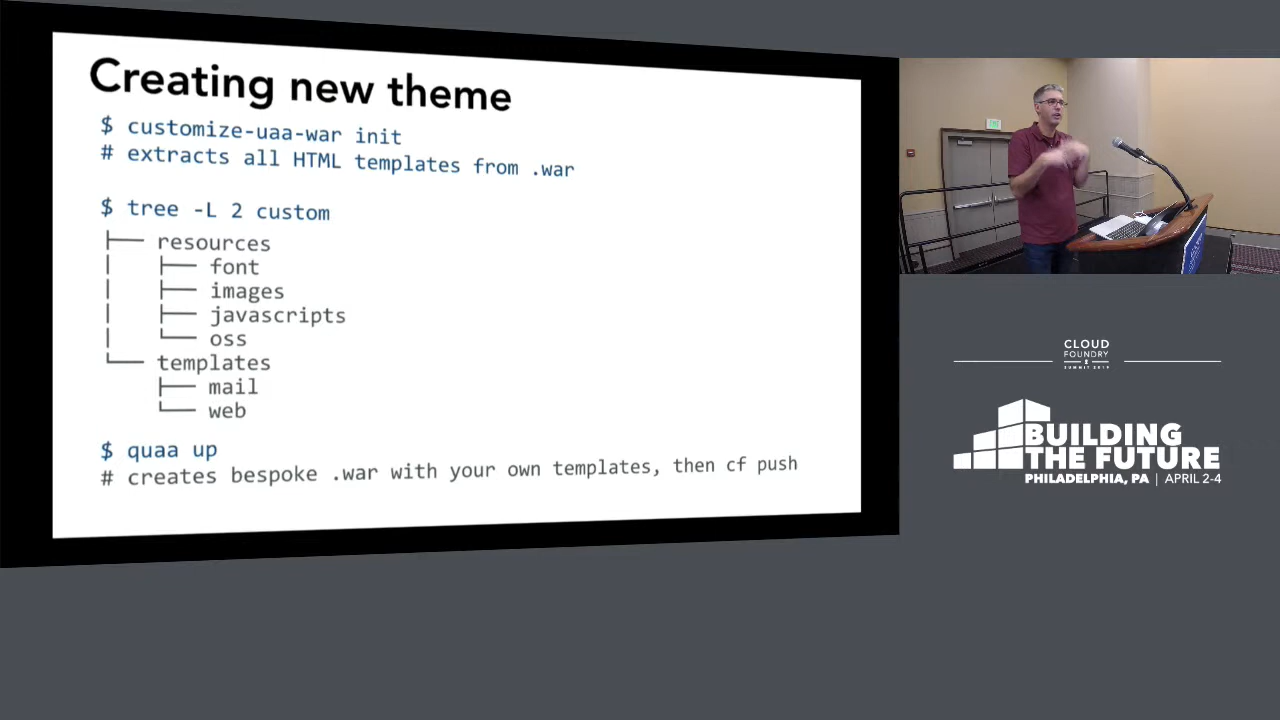 Creating new theme
$ customize-uaa-war init
# extracts all HTML templates from .war
$ tree -L 2 custom
├── resources
│   ├── font
│   ├── images
│   ├── javascripts
│   └── oss
└── templates
    ├── mail
    └── web
$ quaa up
# creates bespoke .war with your own templates, then cf push
CLOUD
FOUNDRY
SUMMIT 2019
BUILDING
THE FUTURE
PHILADELPHIA, PA | APRIL 2-4